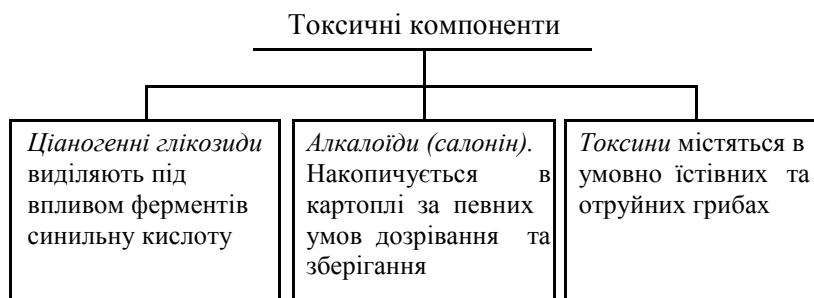 Токсичні компоненти
Ціаногенні глікозиди
виділяють під
впливом ферментів
синильну кислоту
Алкалоїди (салонін).
Накопичується в
картоплі за певних
умов дозрівання та
зберігання
Токсини містяться в
умовно їстівних та
отруйних грибах